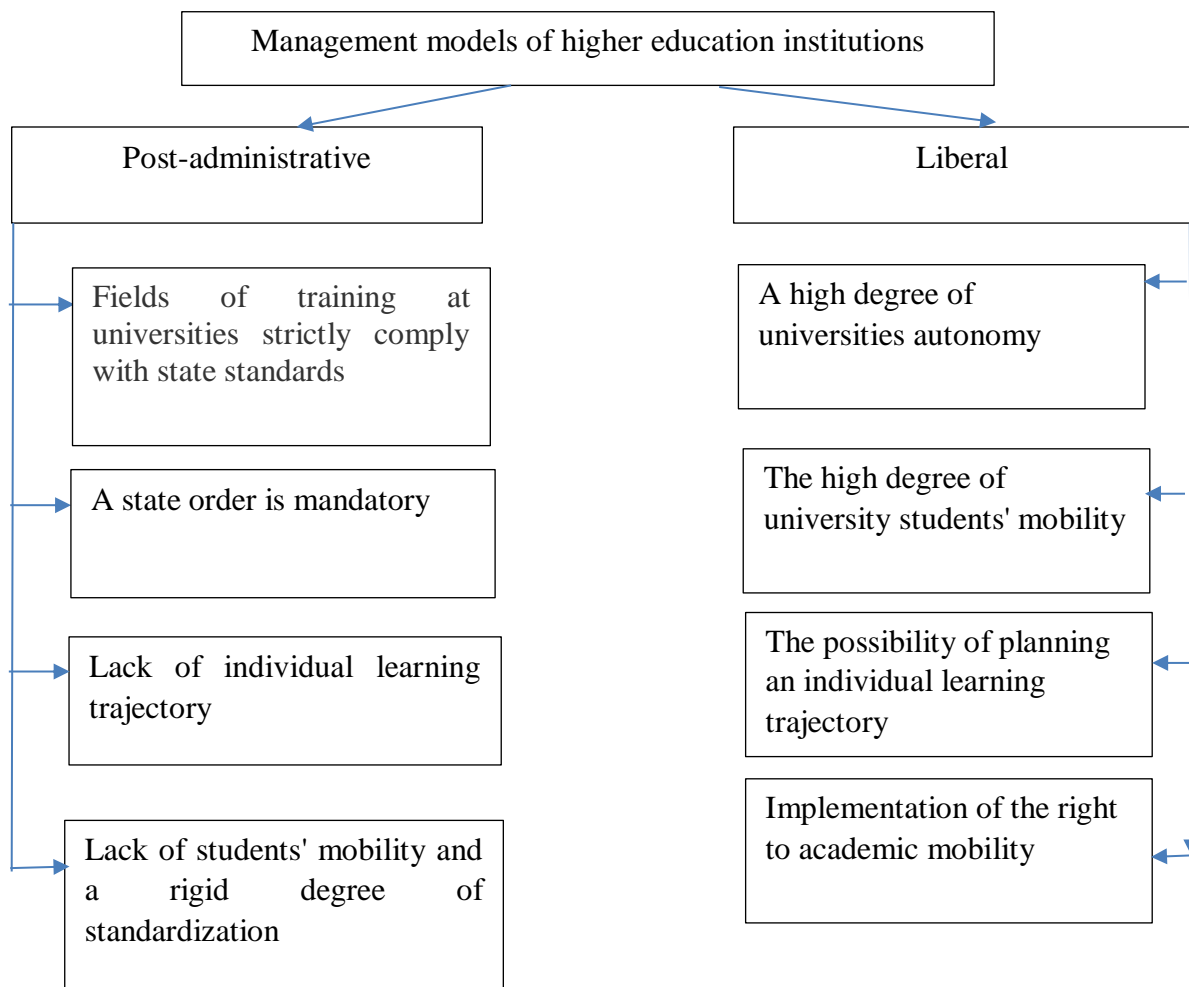 Management models of higher education institutions
Post-administrative
Liberal
Fields of training at
universities strictly comply
with state standards
A state order is mandatory
Lack of individual learning
trajectory
Lack of students' mobility and
a rigid degree of
standardization
A high degree of
universities autonomy
The high degree of
university students' mobility
The possibility of planning
an individual learning
trajectory
Implementation of the right
to academic mobility